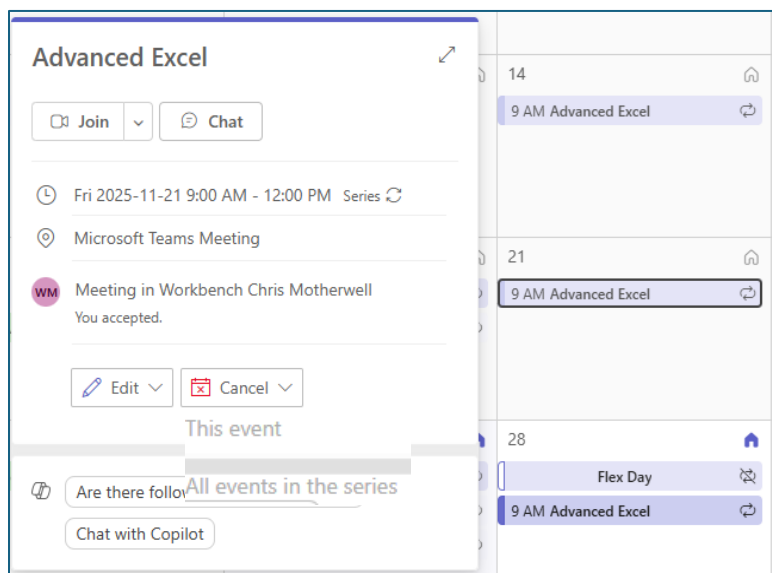 Advanced Excel
Join
Chat
Fri 2025-11-21 9:00 AM - 12:00 PM Series
Microsoft Teams Meeting
WM
Meeting in Workbench Chris Motherwell
You accepted.
Edit
Cancel
This event
All events in the series
Are there follo
Chat with Copilot
14
9 AM Advanced Excel
21
9 AM Advanced Excel
28
Flex Day
9 AM Advanced Excel